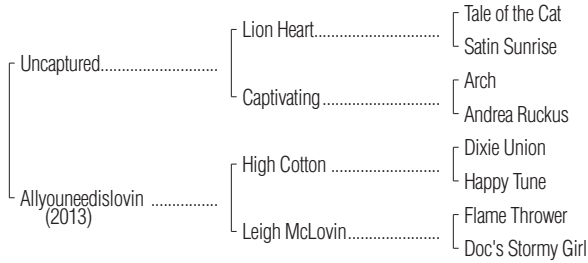 Tale of the Cat
Lion Heart
Satin Sunrise
Uncaptured
Arch
Captivating
Andrea Ruckus
Dixie Union
High Cotton
Happy Tune
Allyouneedislovin
(2013)
Flame Thrower
Leigh McLovin
Doc's Stormy Girl